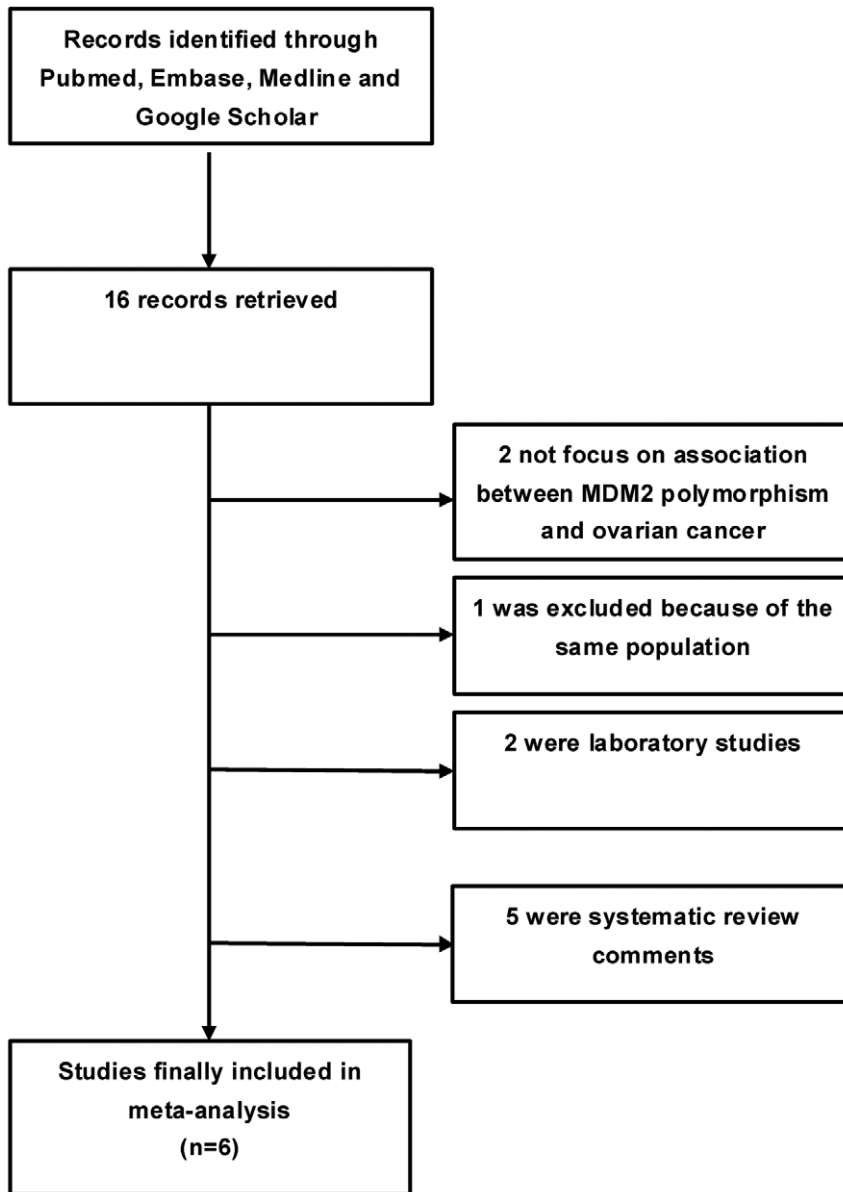 Records identified through
Pubmed, Embase, Medline and
Google Scholar
16 records retrieved
2 not focus on association
between MDM2 polymorphism
and ovarian cancer
1 was excluded because of the
same population
2 were laboratory studies
5 were systematic review
comments
Studies finally included in
meta-analysis
(n=6)